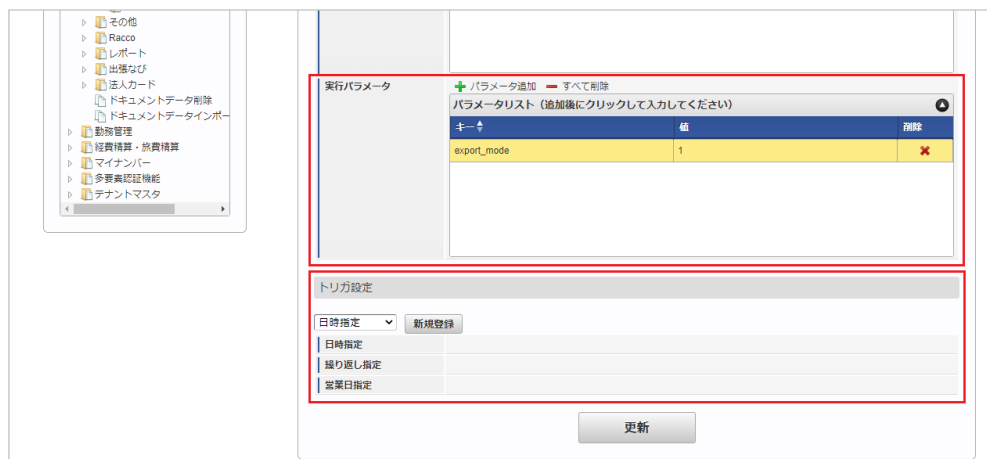 その他
Racco
レポート
出張なび
法人カード
ドキュメントデータ削除
ドキュメントデータインポー
勤務管理
経費精算・旅費精算
マイナンバー
多要素認証機能
テナントマスタ
実行パラメータ
パラメータ追加 すべて削除
パラメータリスト（追加後にクリックして入力してください）
キー 値 削除
export_mode 1
トリガ設定
日時指定 新規登録
日時指定
繰り返し指定
営業日指定
更新